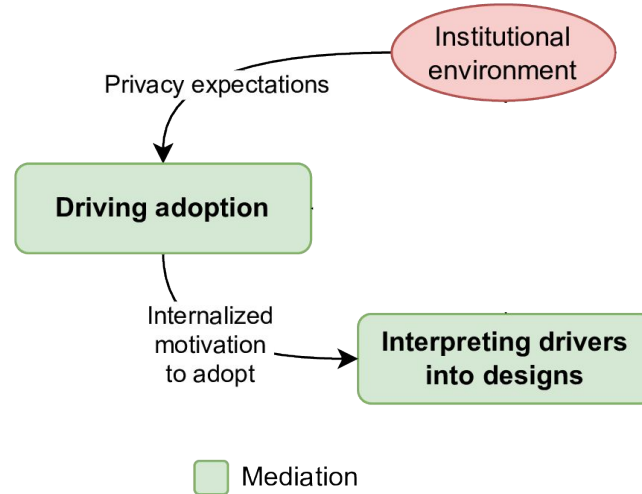 Institutional
environment
Privacy expectations
Driving adoption
Internalized
motivation
to adopt
Interpreting drivers
into designs
Mediation